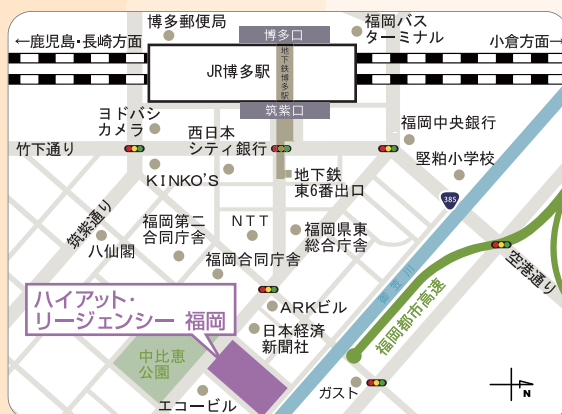 博多郵便局
福岡バス
ターミナル
←鹿児島・長崎方面
博多口
小倉方面→
JR博多駅
地下鉄博多駅
筑紫口
ヨドバシ
カメラ
西日本
シティ銀行
福岡中央銀行
竹下通り
堅粕小学校
KINKO'S
地下鉄
東6番出口
385
筑紫通り
福岡第二
合同庁舎
NTT
福岡県東
総合庁舎
八仙閣
福岡合同庁舎
空港通り
御笠川
ハイアット・
リージェンシー 福岡
ARKビル
福岡都市高速
日本経済
新聞社
中比恵
公園
ガスト
エコービル
N